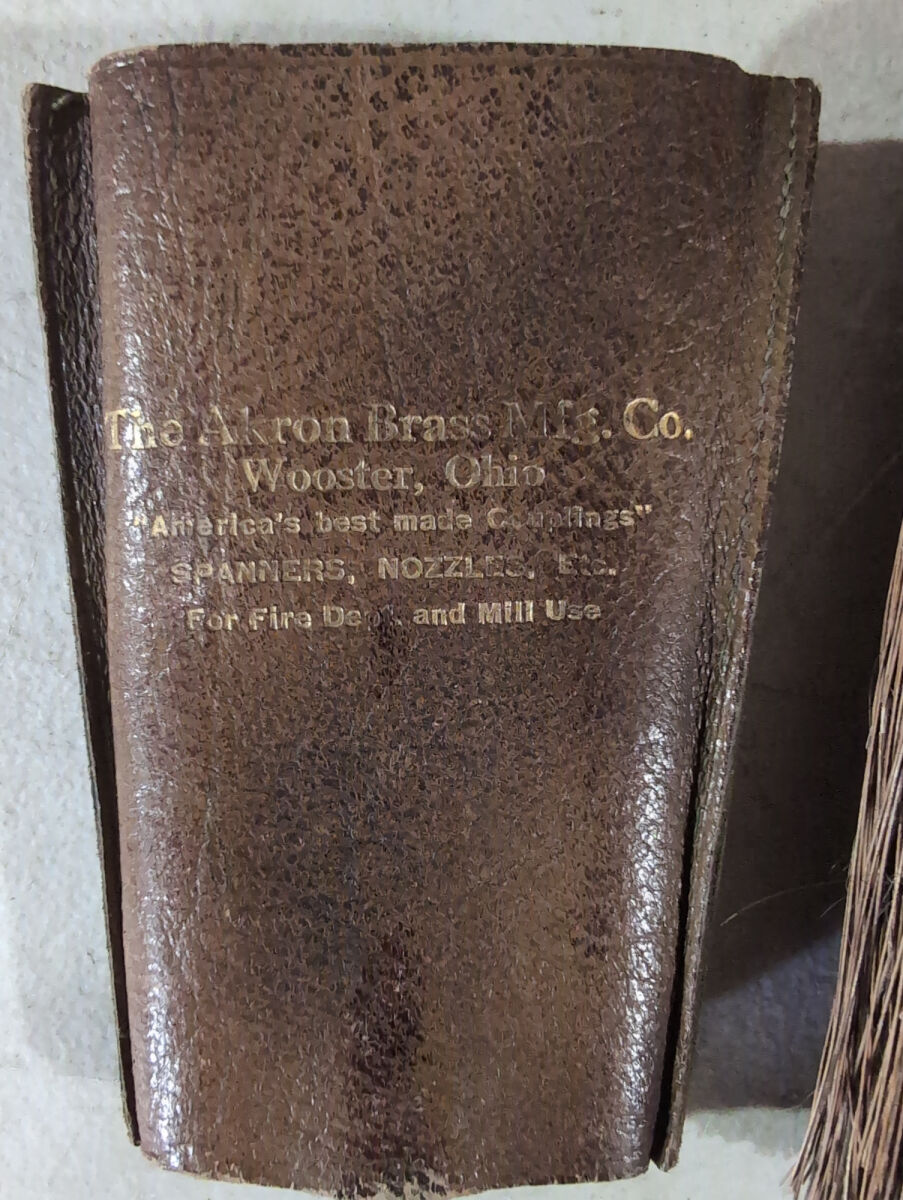 The Akron Brass Mfg. Co.
Wooster, Ohio
"America's best made Couplings"
SPANNERS, NOZZLES, ETC.
For Fire and Mill Use